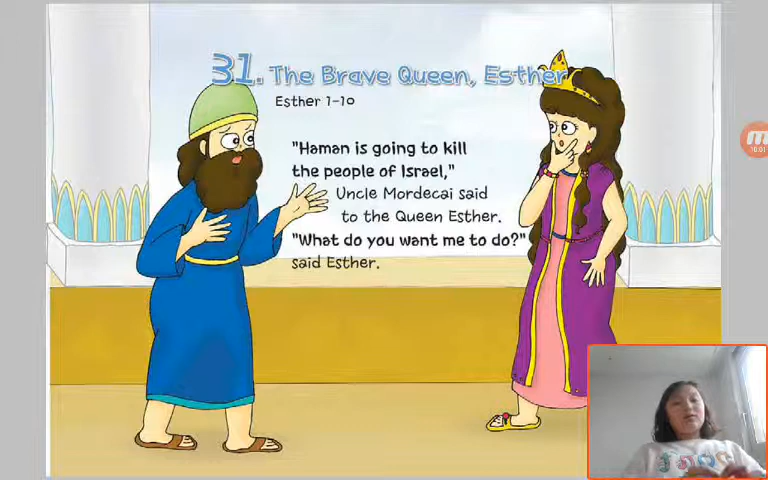 31. The Brave Queen, Esther
Esther 1-10
"Haman is going to kill
the people of Israel,"
Uncle Mordecai said
to the Queen Esther.
"What do you want me to do?"
said Esther.